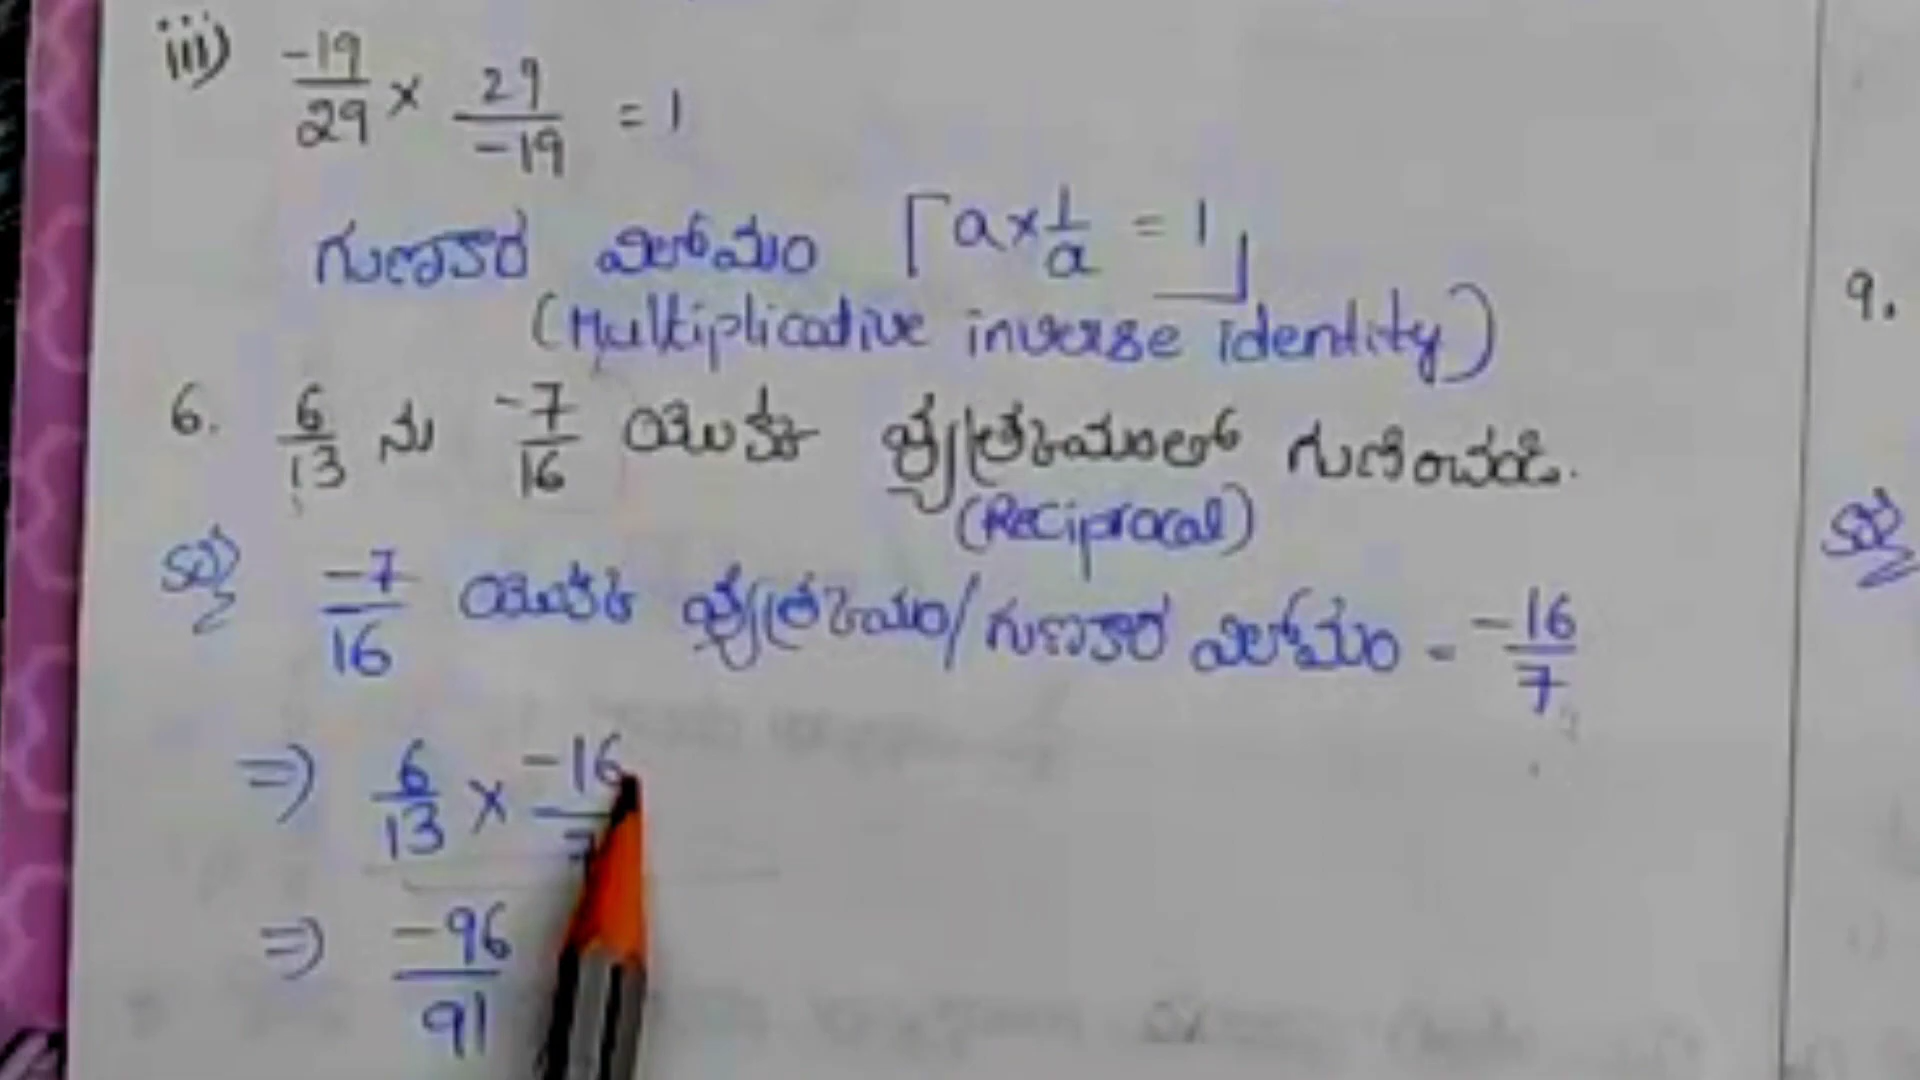 iii) -19/29 × 29/-19 = 1
గుణకార విలోమం [a × 1/a = 1]
(Multiplicative inverse identity)
6. 6/13 ను -7/16 యొక్క వ్యుత్క్రమంలో గుణించండి.
(Reciprocal)
-7/16 యొక్క వ్యుత్క్రమం/గుణకార విలోమం = -16/7
⇒ 6/13 × -16/7
⇒ -96/91
9.